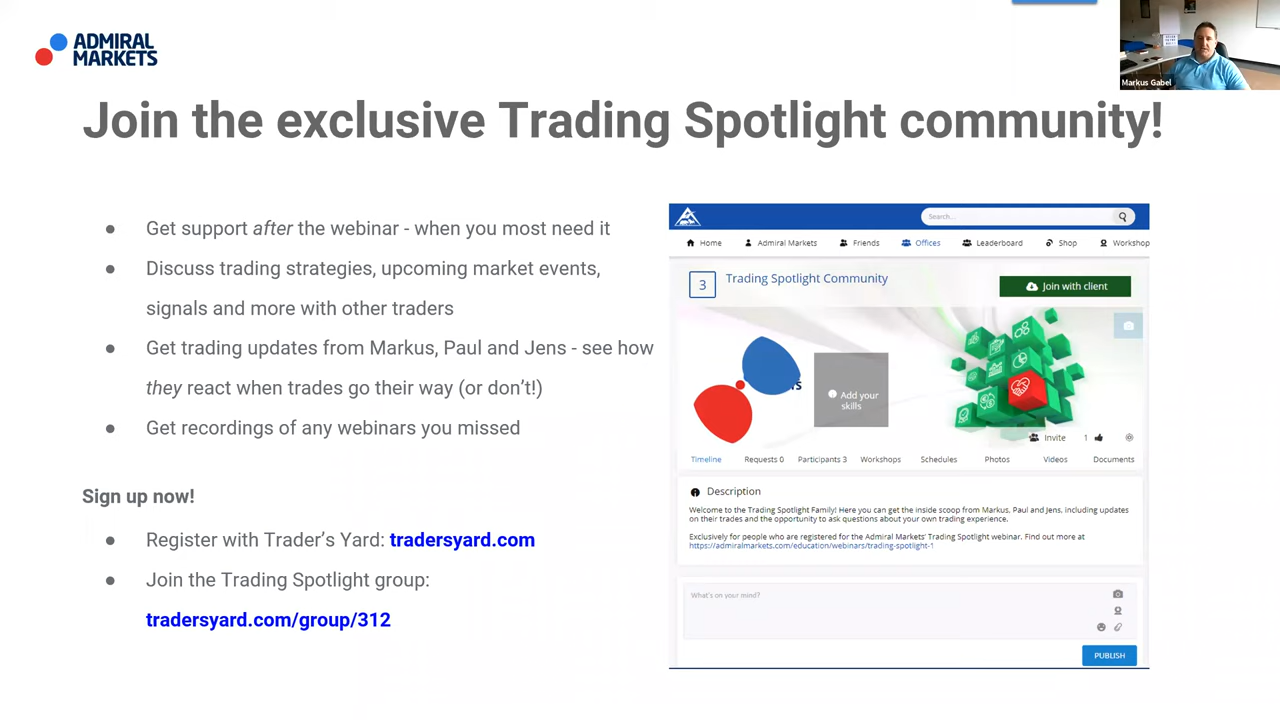 ADMIRAL
MARKETS
Markus Gabel
Join the exclusive Trading Spotlight community!
● Get support after the webinar - when you most need it
● Discuss trading strategies, upcoming market events,
signals and more with other traders
● Get trading updates from Markus, Paul and Jens - see how
they react when trades go their way (or don't!)
● Get recordings of any webinars you missed
Sign up now!
● Register with Trader's Yard: tradersyard.com
● Join the Trading Spotlight group:
tradersyard.com/group/312
Search...
Home Admiral Markets Friends Offices Leaderboard Shop Workshop
3 Trading Spotlight Community Join with client
Add your
skills
Invite 1
Timeline Requests 0 Participants 3 Workshops Schedules Photos Videos Documents
Description
Welcome to the Trading Spotlight Family! Here you can get the inside scoop from Markus, Paul and Jens, including updates
on their trades and the opportunity to ask questions about your own trading experience.
Exclusively for people who are registered for the Admiral Markets' Trading Spotlight webinar. Find out more at
https://admiralmarkets.com/education/webinars/trading-spotlight-1
What's on your mind?
PUBLISH